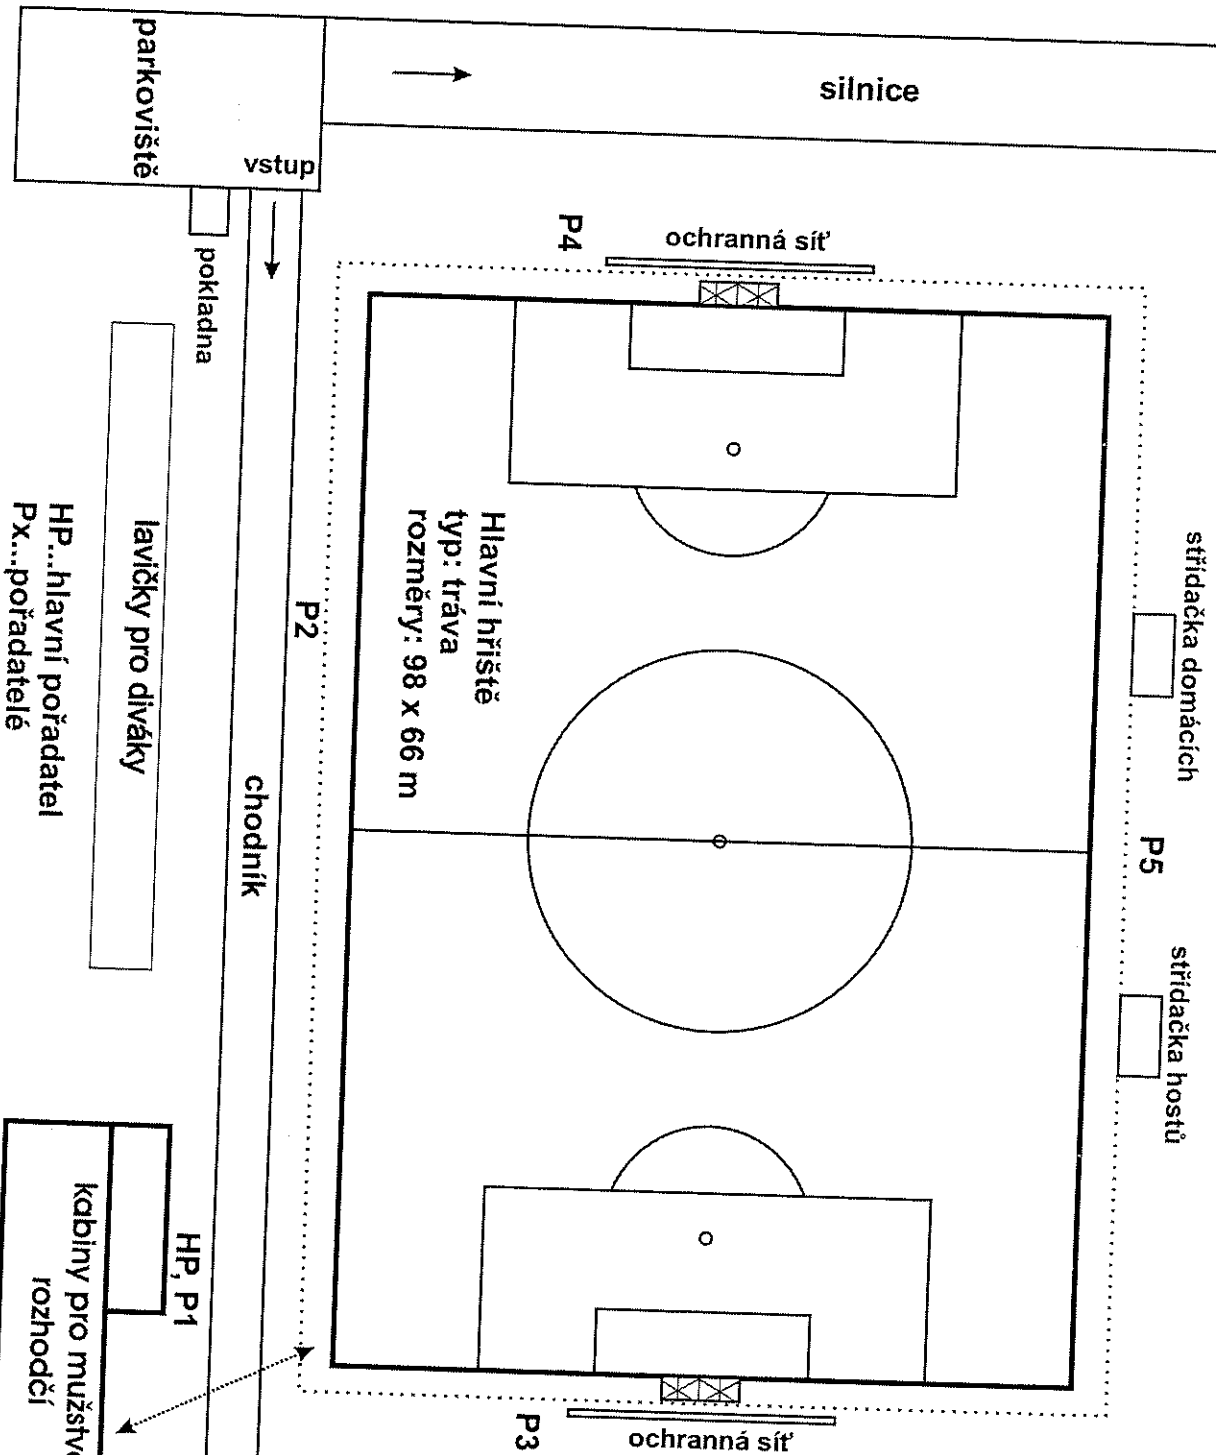 silnice
parkoviště
vstup
pokladna
P4
ochranná síť
střídačka domácích
Hlavní hřiště
typ: tráva
rozměry: 98 x 66 m
P2
lavičky pro diváky
HP...hlavní pořadatel
Px...pořadatelé
chodník
P5
střídačka hostů
HP, P1
kabiny pro mužstvo
rozhodčí
P3
ochranná síť